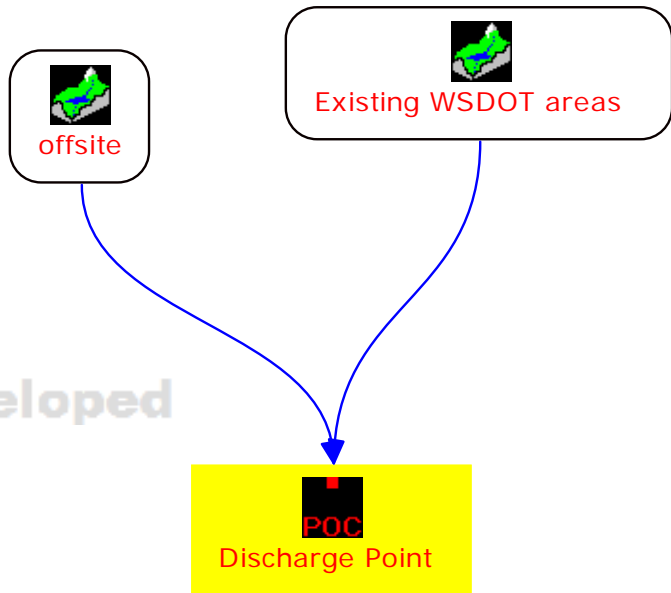 Existing WSDOT areas
offsite
eloped
POC
Discharge Point